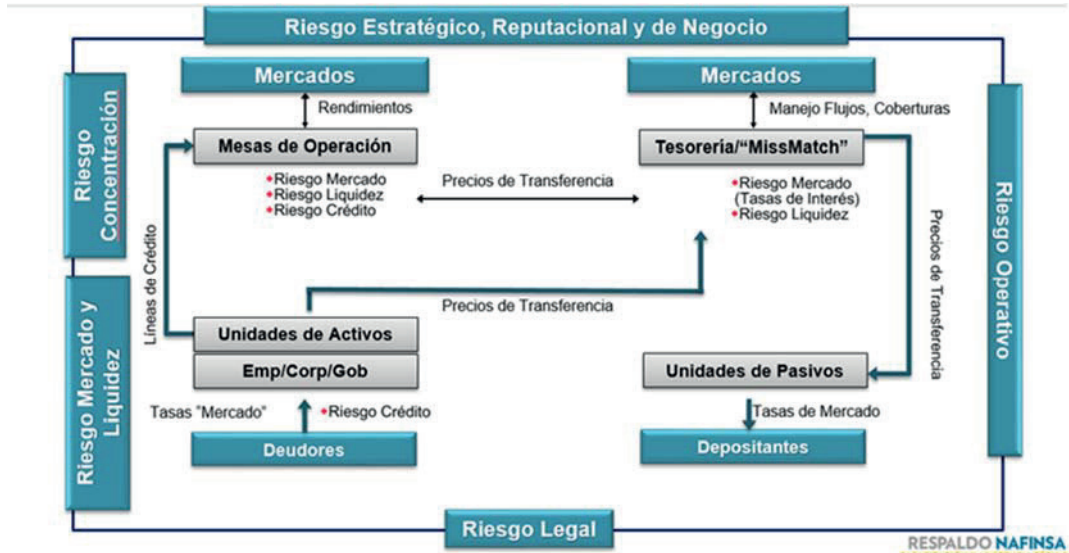 Riesgo Estratégico, Reputacional y de Negocio
Riesgo
Concentración
Riesgo Mercado y
Liquidez
Mercados
Rendimientos
Mesas de Operación
Riesgo Mercado
Riesgo Liquidez
Riesgo Crédito
Líneas de Crédito
Precios de Transferencia
Mercados
Manejo Flujos, Coberturas
Tesorería/“MissMatch”
Riesgo Mercado
(Tasas de Interés)
Riesgo Liquidez
Precios de Transferencia
Riesgo Operativo
Precios de Transferencia
Unidades de Activos
Emp/Corp/Gob
Tasas "Mercado"
Riesgo Crédito
Deudores
Unidades de Pasivos
Tasas de Mercado
Depositantes
Riesgo Legal
RESPALDO NAFINSA